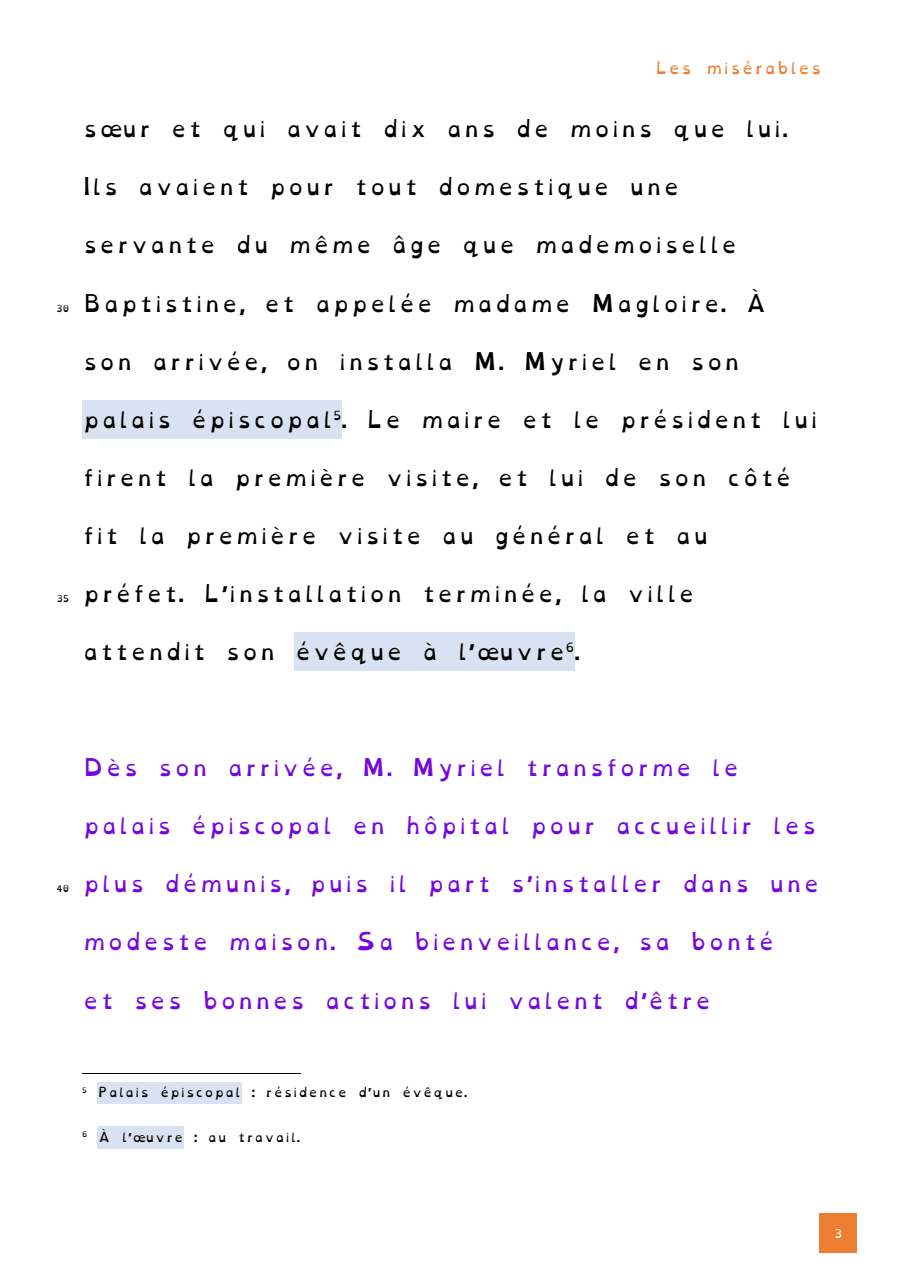 Les misérables
sœur et qui avait dix ans de moins que lui.
Ils avaient pour tout domestique une
servante du même âge que mademoiselle
30 Baptistine, et appelée madame Magloire. À
son arrivée, on installa M. Myriel en son
palais épiscopal⁵. Le maire et le président lui
firent la première visite, et lui de son côté
fit la première visite au général et au
35 préfet. L’installation terminée, la ville
attendit son évêque à l’œuvre⁶.
Dès son arrivée, M. Myriel transforme le
palais épiscopal en hôpital pour accueillir les
40 plus démunis, puis il part s’installer dans une
modeste maison. Sa bienveillance, sa bonté
et ses bonnes actions lui valent d’être
⁵ Palais épiscopal : résidence d’un évêque.
⁶ À l’œuvre : au travail.
3